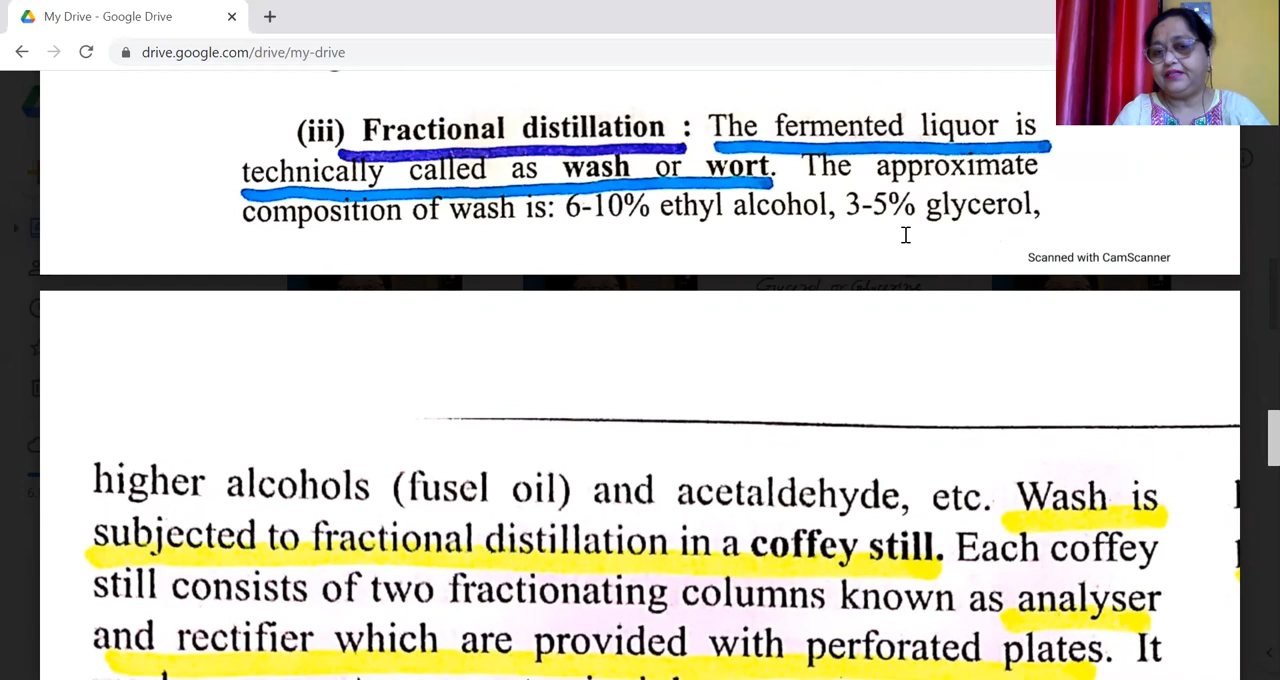 My Drive - Google Drive
drive.google.com/drive/my-drive
(iii) Fractional distillation : The fermented liquor is
technically called as wash or wort. The approximate
composition of wash is: 6-10% ethyl alcohol, 3-5% glycerol,
Scanned with CamScanner
Glycerol or Glycerine
higher alcohols (fusel oil) and acetaldehyde, etc. Wash is
subjected to fractional distillation in a coffey still. Each coffey
still consists of two fractionating columns known as analyser
and rectifier which are provided with perforated plates. It